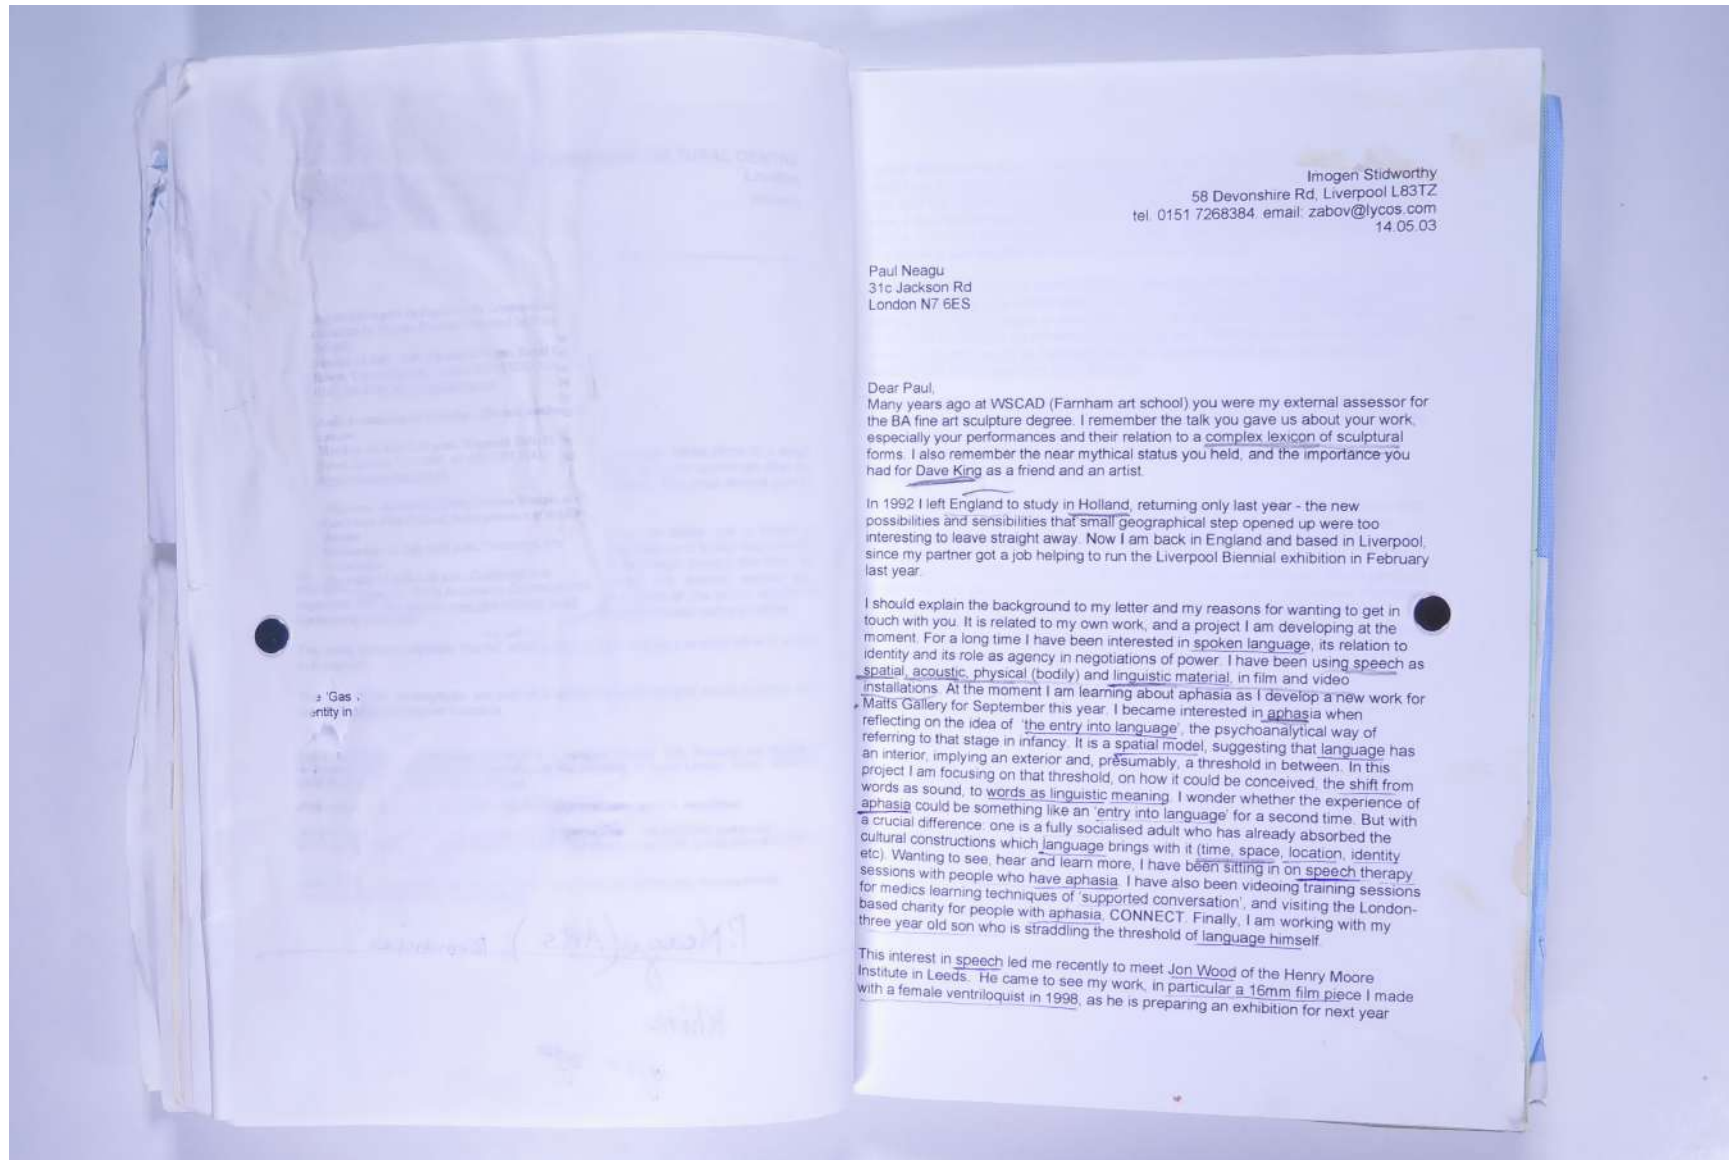 e 'Gas
entity in
Imogen Stidworthy
58 Devonshire Rd, Liverpool L83TZ
tel. 0151 7268384. email: zabov@lycos.com
14.05.03
Paul Neagu
31c Jackson Rd
London N7 6ES
Dear Paul,
Many years ago at WSCAD (Farnham art school) you were my external assessor for
the BA fine art sculpture degree. I remember the talk you gave us about your work,
especially your performances and their relation to a complex lexicon of sculptural
forms. I also remember the near mythical status you held, and the importance you
had for Dave King as a friend and an artist.
In 1992 I left England to study in Holland, returning only last year - the new
possibilities and sensibilities that small geographical step opened up were too
interesting to leave straight away. Now I am back in England and based in Liverpool,
since my partner got a job helping to run the Liverpool Biennial exhibition in February
last year.
I should explain the background to my letter and my reasons for wanting to get in
touch with you. It is related to my own work, and a project I am developing at the
moment. For a long time I have been interested in spoken language, its relation to
identity and its role as agency in negotiations of power. I have been using speech as
spatial, acoustic, physical (bodily) and linguistic material, in film and video
installations. At the moment I am learning about aphasia as I develop a new work for
Matts Gallery for September this year. I became interested in aphasia when
reflecting on the idea of 'the entry into language', the psychoanalytical way of
referring to that stage in infancy. It is a spatial model, suggesting that language has
an interior, implying an exterior and, presumably, a threshold in between. In this
project I am focusing on that threshold, on how it could be conceived, the shift from
words as sound, to words as linguistic meaning. I wonder whether the experience of
aphasia could be something like an 'entry into language' for a second time. But with
a crucial difference: one is a fully socialised adult who has already absorbed the
cultural constructions which language brings with it (time, space, location, identity
etc). Wanting to see, hear and learn more, I have been sitting in on speech therapy
sessions with people who have aphasia. I have also been videoing training sessions
for medics learning techniques of 'supported conversation', and visiting the London-
based charity for people with aphasia, CONNECT. Finally, I am working with my
three year old son who is straddling the threshold of language himself.
This interest in speech led me recently to meet Jon Wood of the Henry Moore
Institute in Leeds. He came to see my work, in particular a 16mm film piece I made
with a female ventriloquist in 1998, as he is preparing an exhibition for next year